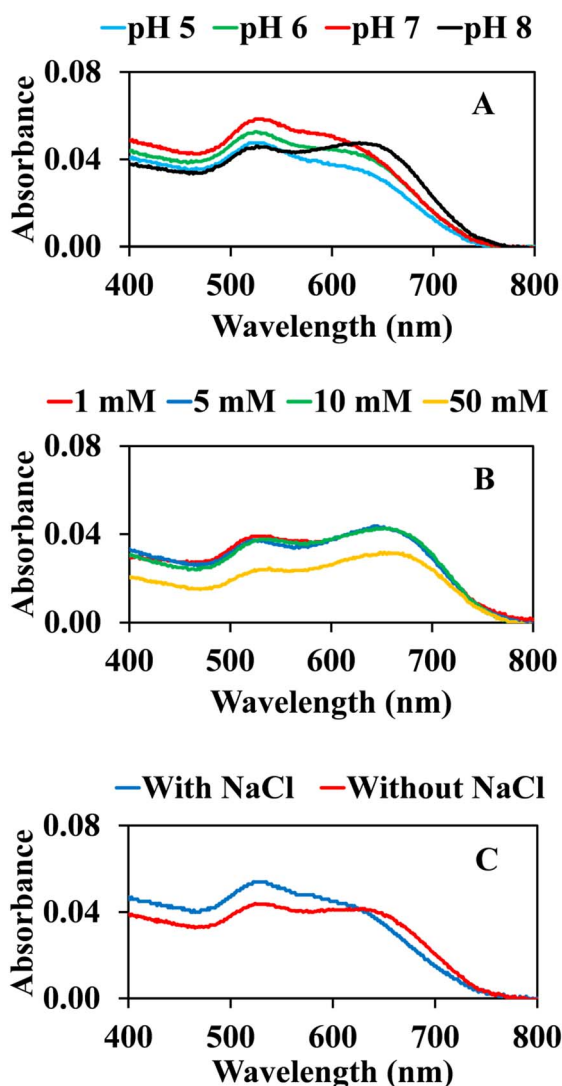 pH 5 pH 6 pH 7 pH 8
0.08
A
0.04
0.00
Absorbance
400 500 600 700 800
Wavelength (nm)
1 mM 5 mM 10 mM 50 mM
0.08
B
0.04
0.00
Absorbance
400 500 600 700 800
Wavelength (nm)
With NaCl Without NaCl
0.08
C
0.04
0.00
Absorbance
400 500 600 700 800
Wavelength (nm)